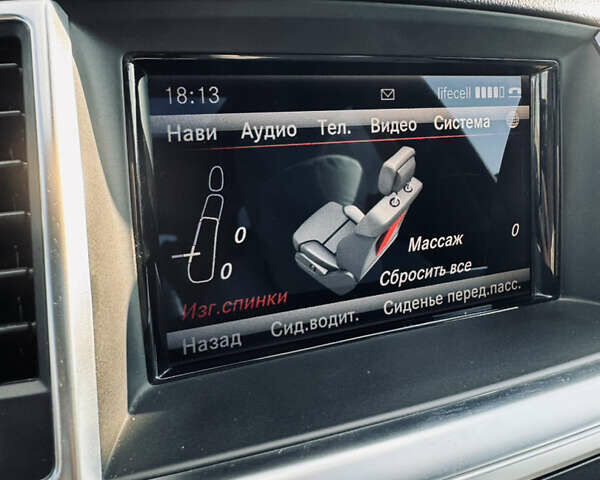 18:13 lifecell
Нави Аудио Тел. Видео Система
0
0
Массаж 0
Сбросить все
Изг.спинки
Назад Сид.водит. Сиденье перед.пасс.